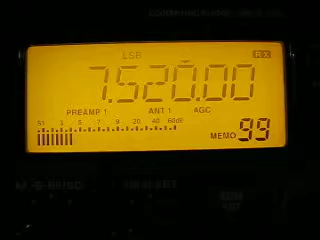 LSB RX
7.520.00
PREAMP 1 ANT 1 AGC
S1 3 5 7 9 20 40 60dB
MEMO 99